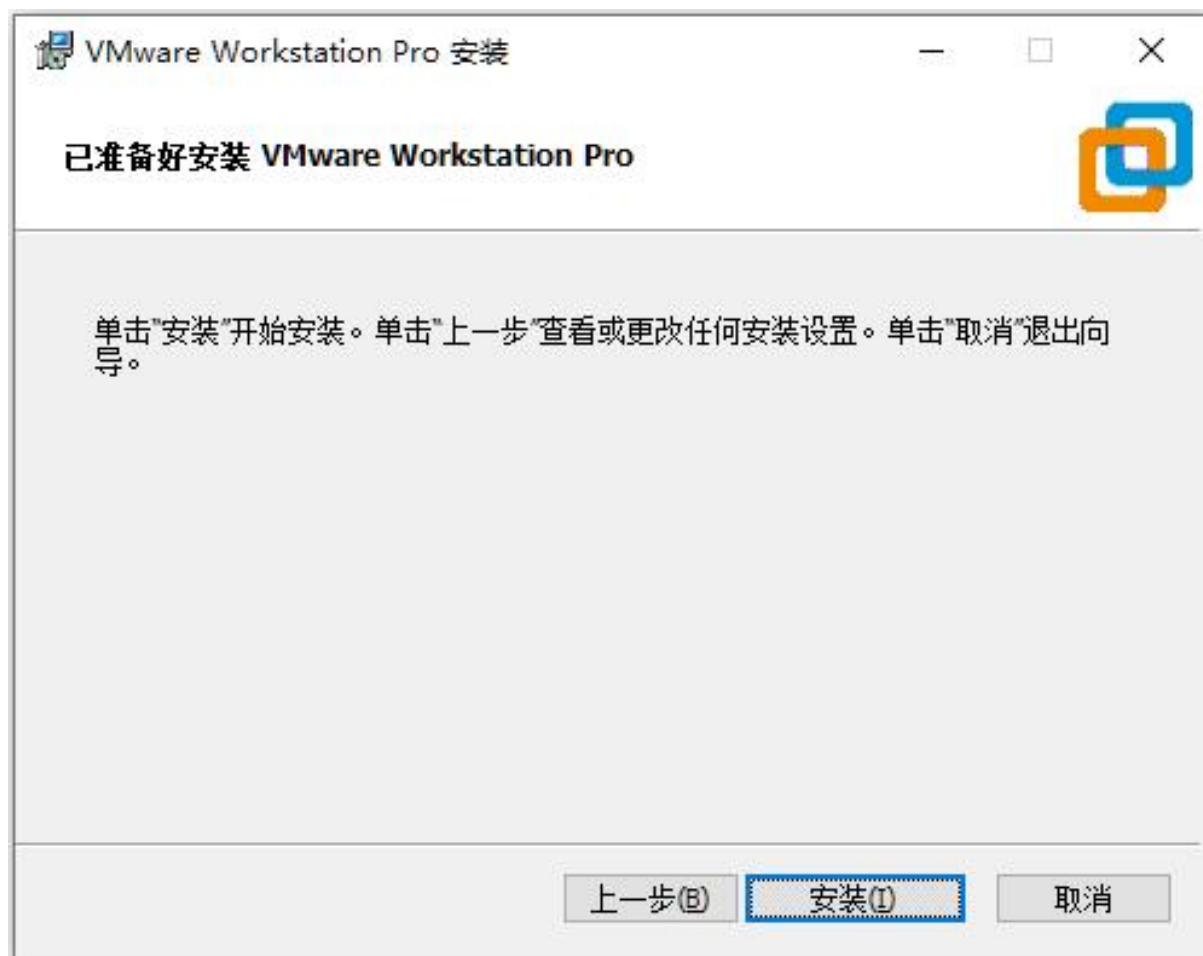 VMware Workstation Pro 安装
已准备好安装 VMware Workstation Pro
单击"安装"开始安装。单击"上一步"查看或更改任何安装设置。单击"取消"退出向
导。
上一步(B) 安装(I) 取消